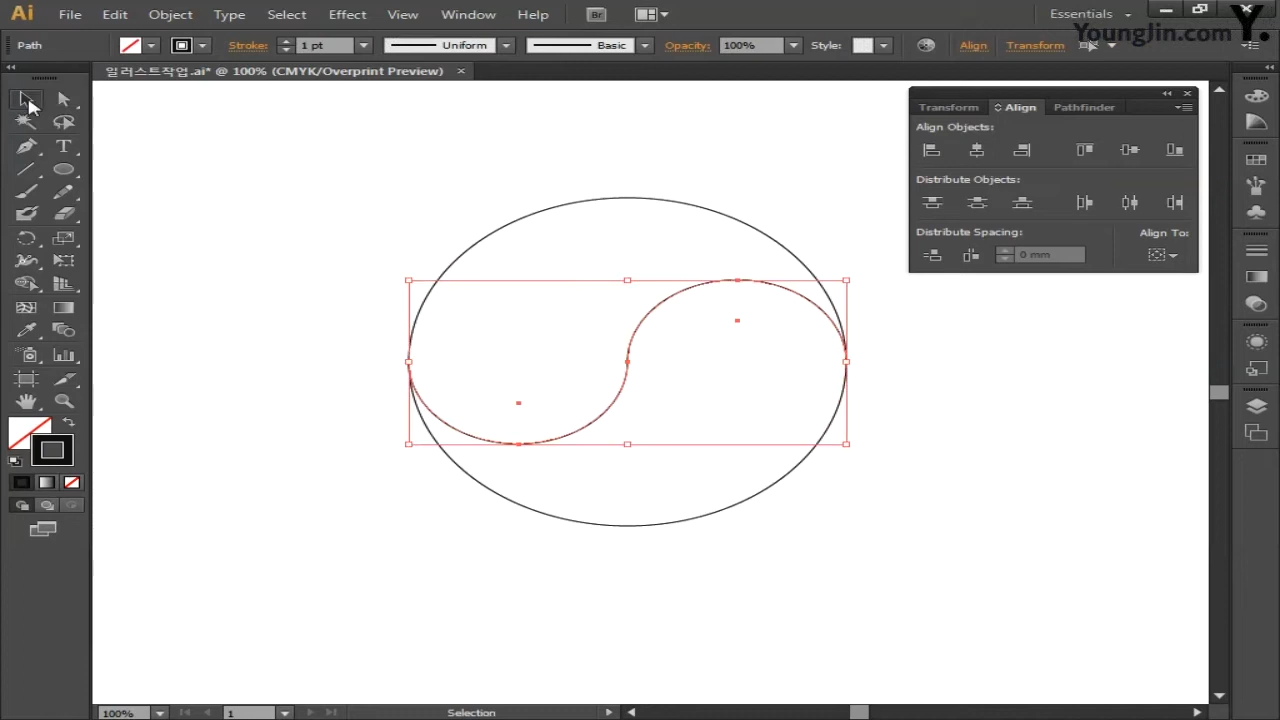 Ai File Edit Object Type Select Effect View Window Help Br Essentials
YoungJin.com Y.
Path Stroke: 1 pt Uniform Basic Opacity: 100% Style: Align Transform
일러스트작업.ai* @ 100% (CMYK/Overprint Preview) ×
Transform Align Pathfinder
Align Objects:
Distribute Objects:
Distribute Spacing: Align To:
0 mm
T
100% 1 Selection